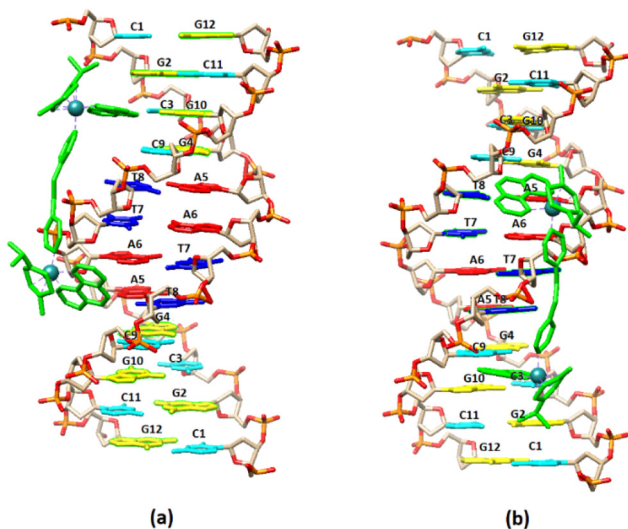 C1 G12
G2 C11
C3 G10
C9 G4
T8 A5
T7 A6
A6 T7
A5 T8
C9 G4
G10 C3
C11 G2
G12 C1
(a)
C1 G12
G2 C11
C3 G10
C9 G4
T8 A5
T7 A6
A6 T7
A5 T8
C9 G4
G10 C3
C11 G2
G12 C1
(b)